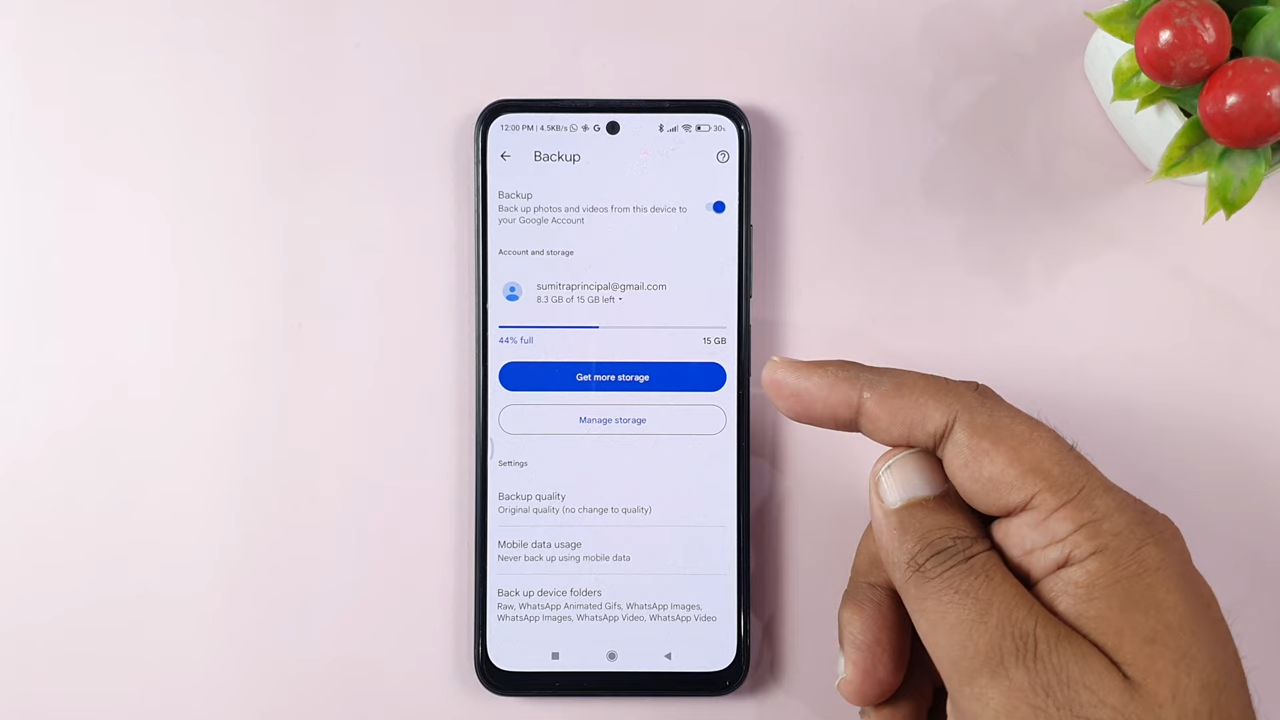 12:00 PM | 4.5KB/s G 30%
Backup
Backup
Back up photos and videos from this device to
your Google Account
Account and storage
sumitraprincipal@gmail.com
8.3 GB of 15 GB left
44% full 15 GB
Get more storage
Manage storage
Settings
Backup quality
Original quality (no change to quality)
Mobile data usage
Never back up using mobile data
Back up device folders
Raw, WhatsApp Animated Gifs, WhatsApp Images,
WhatsApp Images, WhatsApp Video, WhatsApp Video